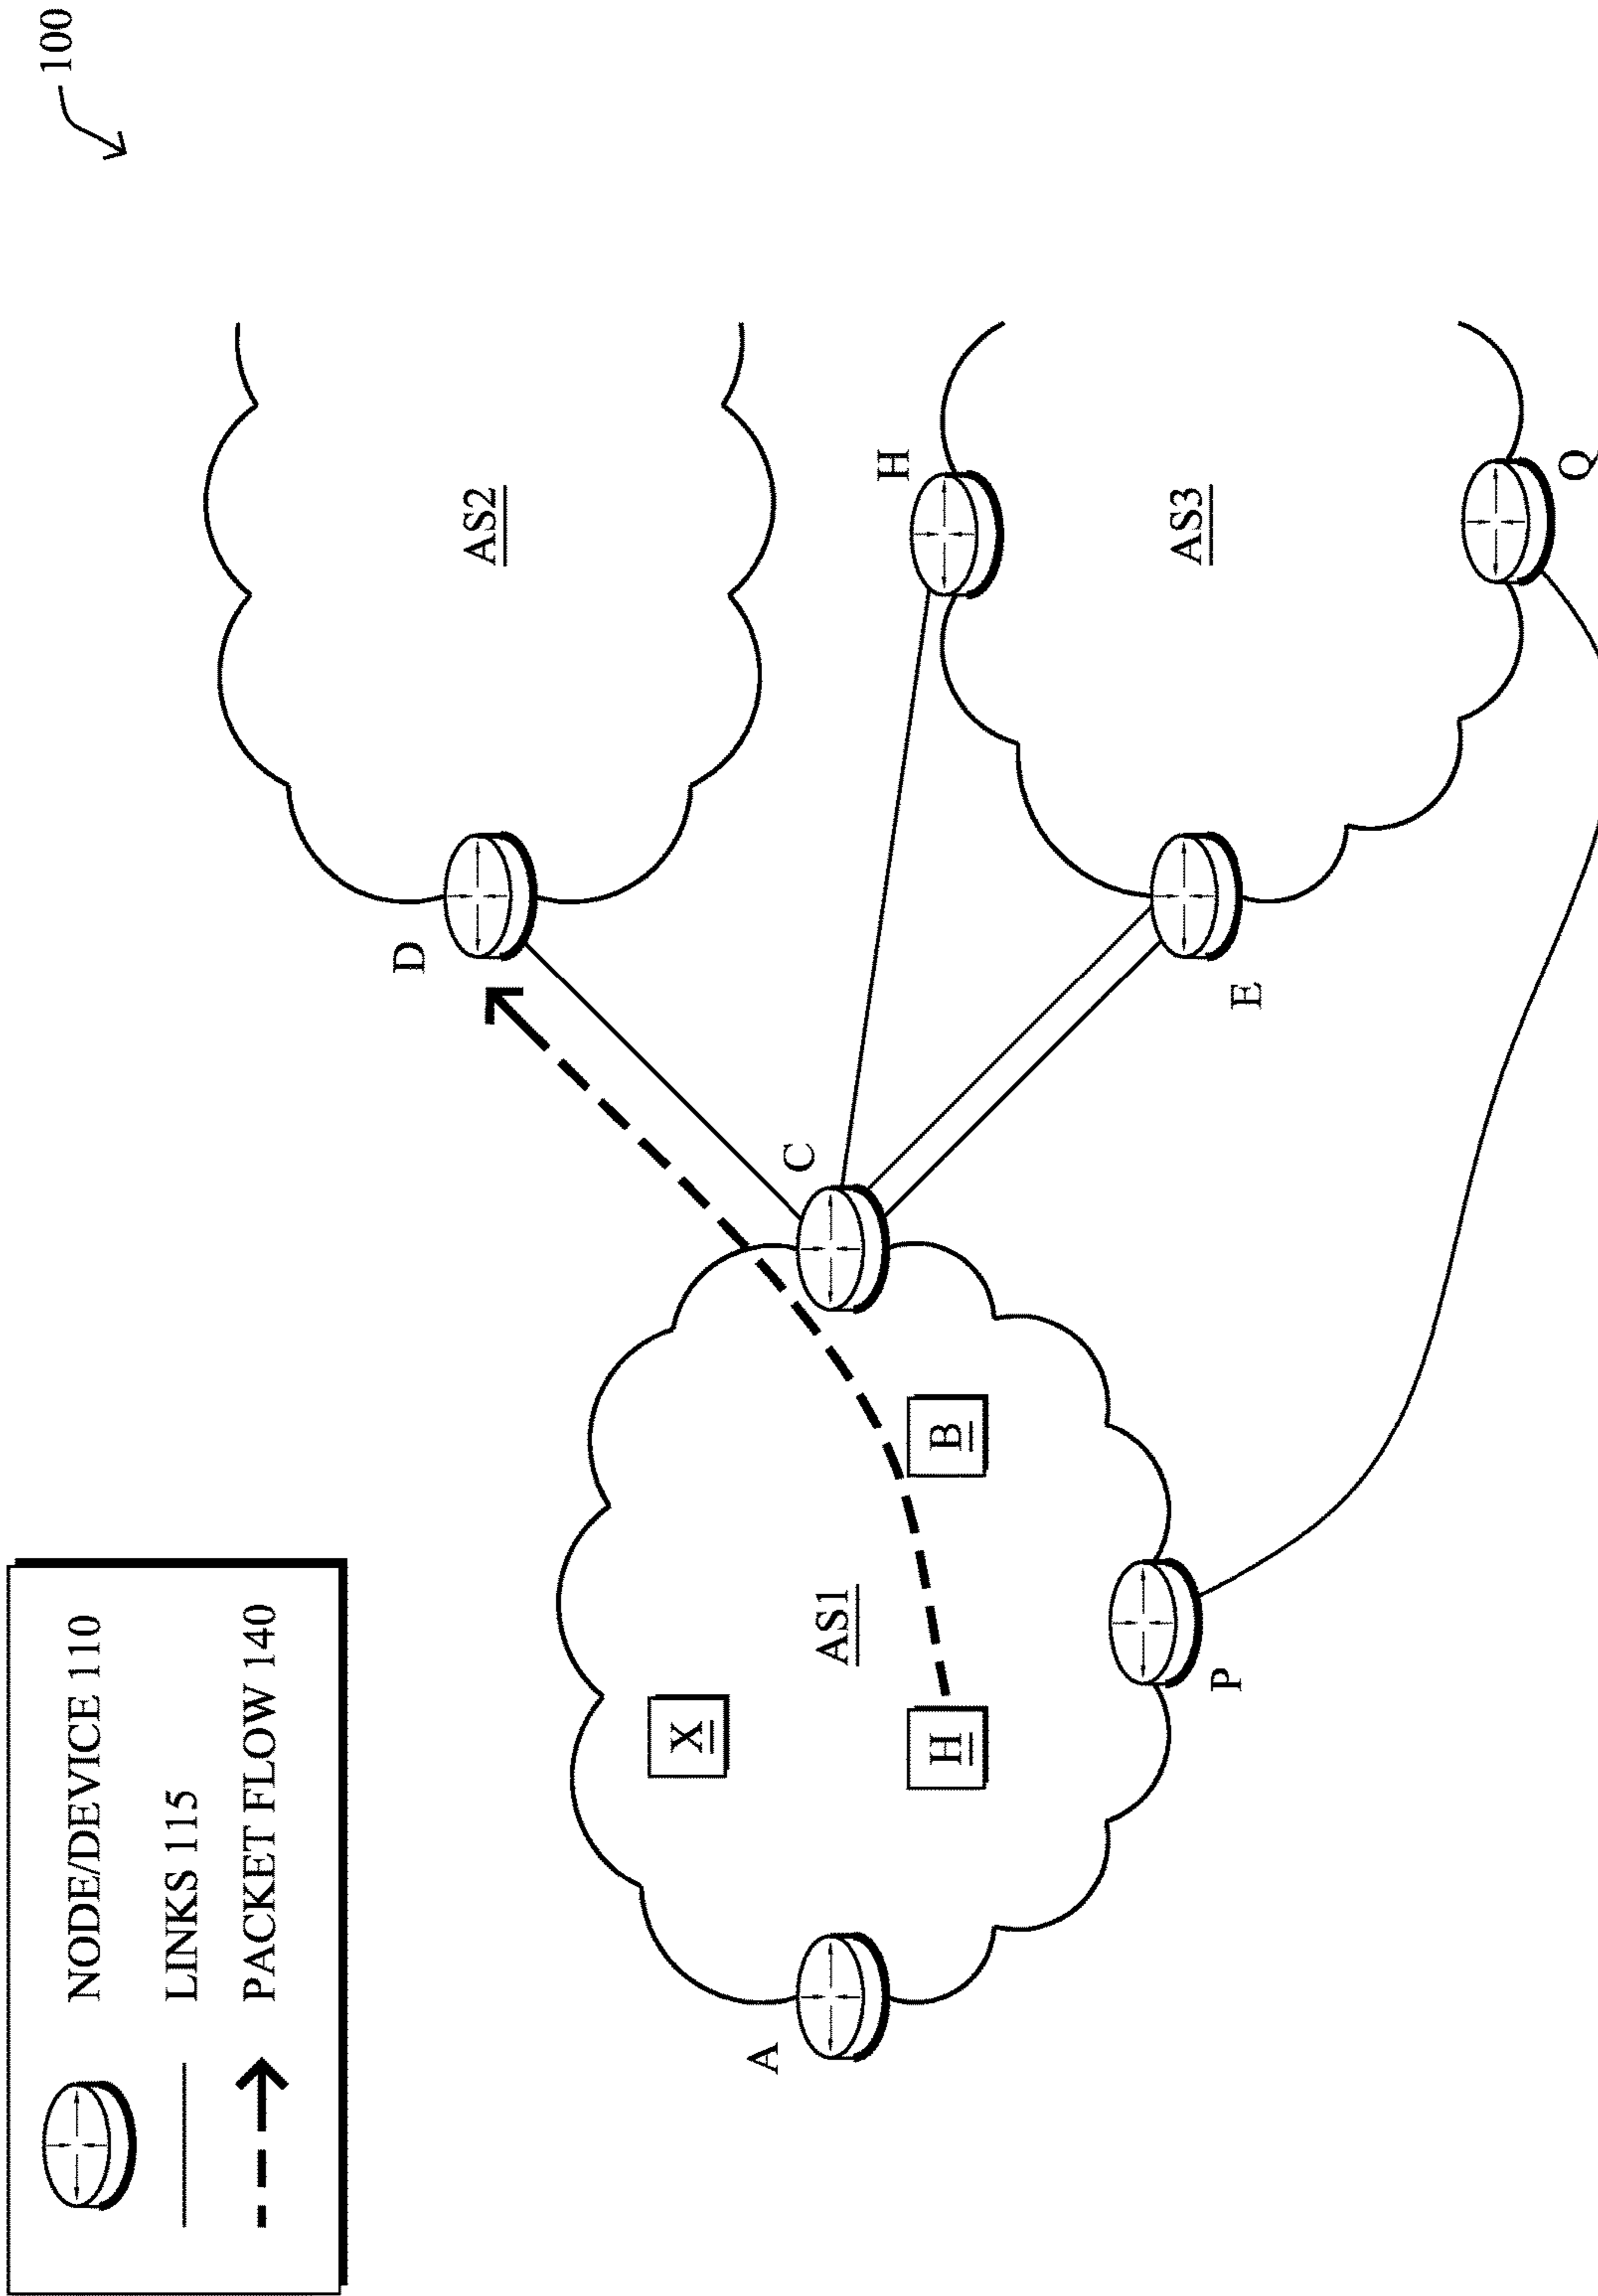 100
NODE/DEVICE 110
LINKS 115
PACKET FLOW 140
AS2
D
H
AS3
Q
E
C
X
AS1
H
B
A
P